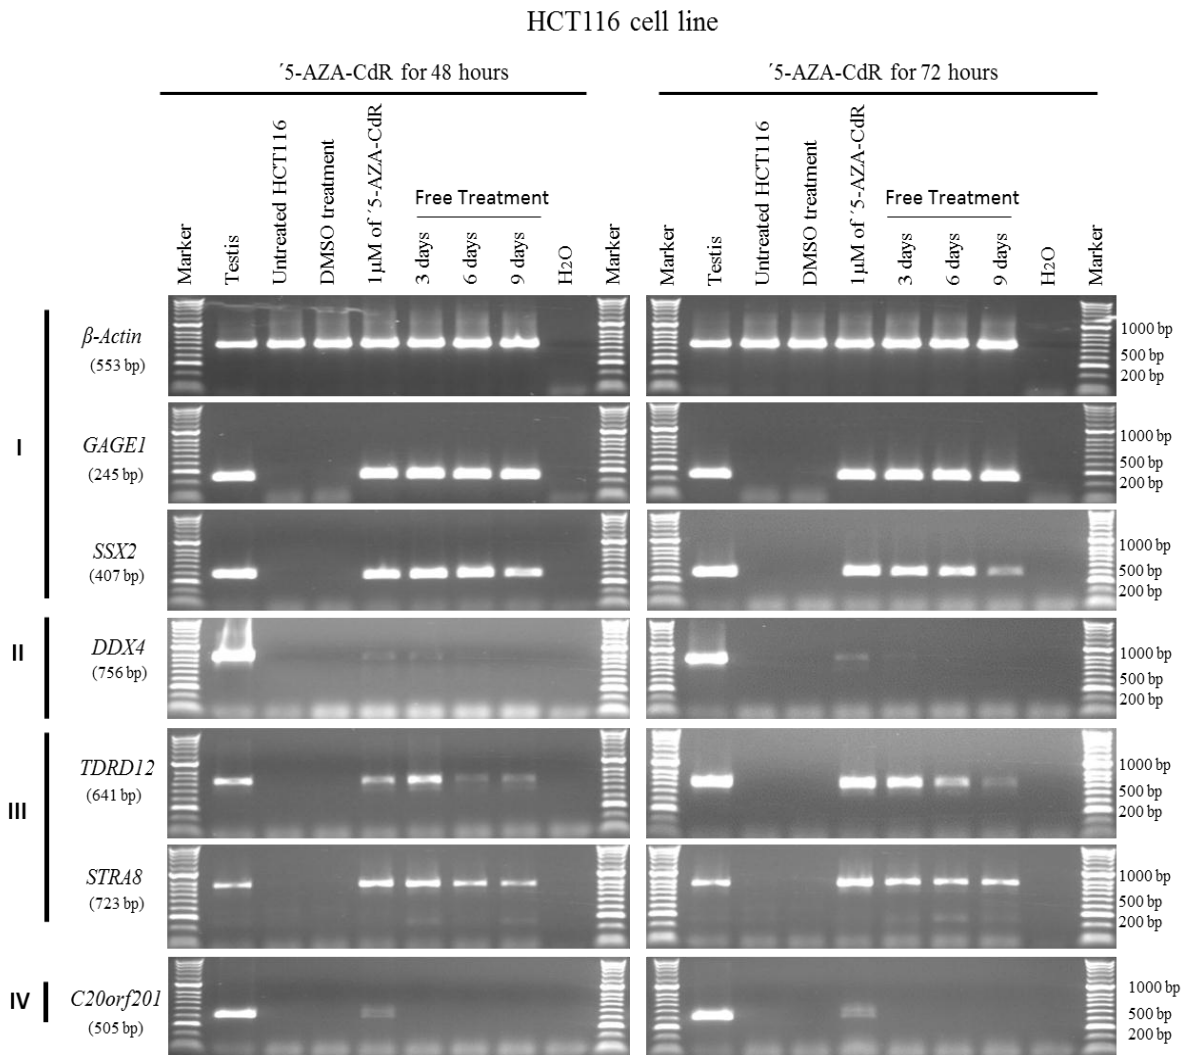 HCT116 cell line
´5-AZA-CdR for 48 hours
´5-AZA-CdR for 72 hours
Marker
Testis
Untreated HCT116
DMSO treatment
1µM of ´5-AZA-CdR
Free Treatment
3 days
6 days
9 days
H2O
Marker
Marker
Testis
Untreated HCT116
DMSO treatment
1µM of ´5-AZA-CdR
Free Treatment
3 days
6 days
9 days
H2O
Marker
I
β-Actin
(553 bp)
1000 bp
500 bp
200 bp
GAGE1
(245 bp)
1000 bp
500 bp
200 bp
SSX2
(407 bp)
1000 bp
500 bp
200 bp
II
DDX4
(756 bp)
1000 bp
500 bp
200 bp
III
TDRD12
(641 bp)
1000 bp
500 bp
200 bp
STRA8
(723 bp)
1000 bp
500 bp
200 bp
IV
C20orf201
(505 bp)
1000 bp
500 bp
200 bp